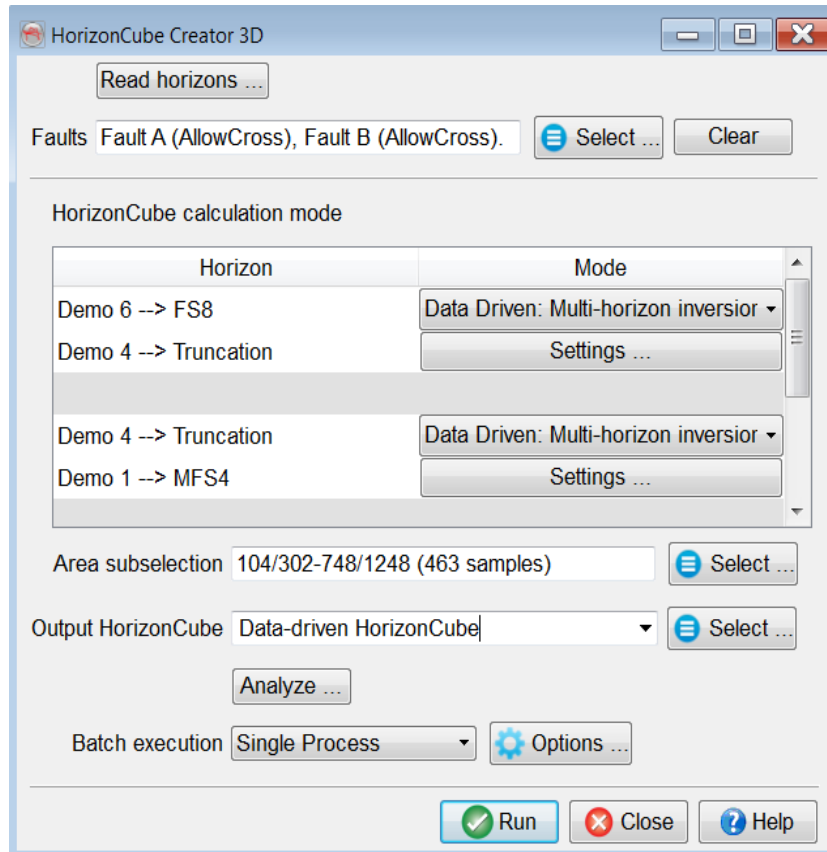 HorizonCube Creator 3D
Read horizons ...
Faults Fault A (AllowCross), Fault B (AllowCross). Select ... Clear
HorizonCube calculation mode
Horizon Mode
Demo 6 --> FS8 Data Driven: Multi-horizon inversior
Demo 4 --> Truncation Settings ...
Demo 4 --> Truncation Data Driven: Multi-horizon inversior
Demo 1 --> MFS4 Settings ...
Area subselection 104/302-748/1248 (463 samples) Select ...
Output HorizonCube Data-driven HorizonCube Select ...
Analyze ...
Batch execution Single Process Options ...
Run Close Help